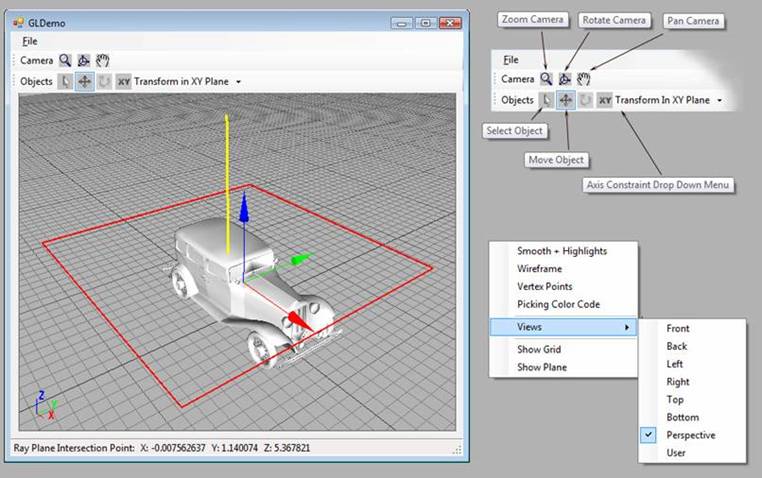 GLDemo
File
Camera
Objects XY Transform in XY Plane
Z
Y
X
Ray Plane Intersection Point: X: -0.007562637 Y: 1.140074 Z: 5.367821
Zoom Camera Rotate Camera Pan Camera
File
Camera
Objects XY Transform In XY Plane
Select Object
Move Object
Axis Constraint Drop Down Menu
Smooth + Highlights
Wireframe
Vertex Points
Picking Color Code
Views
Show Grid
Show Plane
Front
Back
Left
Right
Top
Bottom
Perspective
User